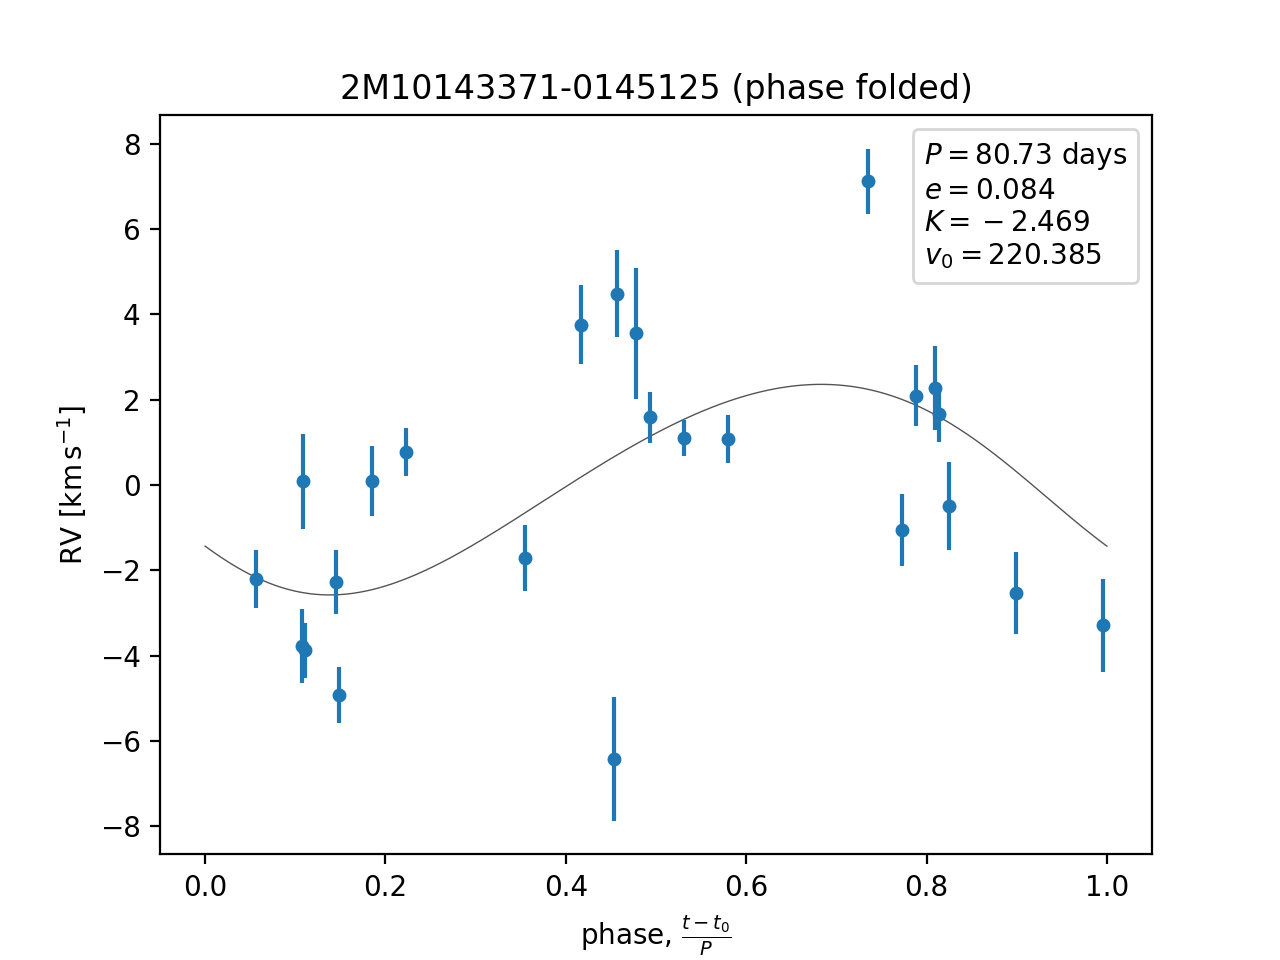 2M10143371-0145125 (phase folded)
P = 80.73 days
e = 0.084
K = −2.469
v₀ = 220.385
8
6
4
2
0
−2
−4
−6
−8
RV [km s⁻¹]
0.0 0.2 0.4 0.6 0.8 1.0
phase, (t − t₀)/P